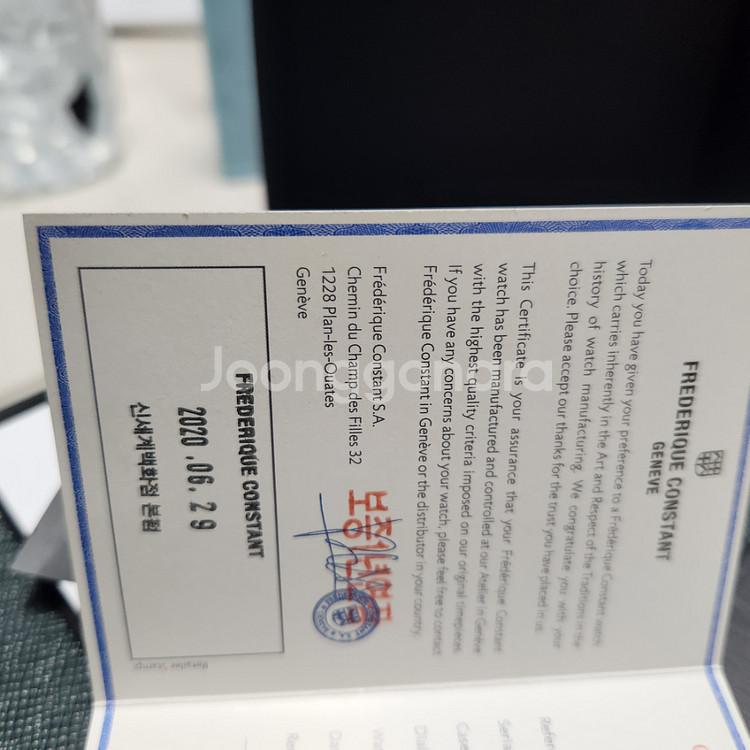 FREDERIQUE CONSTANT
GENEVE
Today you have given your preference to a Frédérique Constant watch
which carries inherently in the Art and Respect of the Traditions in the
history of watch manufacturing. We congratulate you with your
choice. Please accept our thanks for the trust you have placed in us.
This Certificate is your assurance that your Frédérique Constant
watch has been manufactured and controlled at our Atelier in Genève
with the highest quality criteria imposed on our original timepieces.
If you have any concerns about your watch, please feel free to contact
Frédérique Constant in Genève or the distributor in your country.
Frédérique Constant S.A.
Chemin du Champ des Filles 32
1228 Plan-les-Ouates
Genève
FREDERIQUE CONSTANT
2020.06.29
신세계백화점 본점
Retailer Stamp
Joonggonara